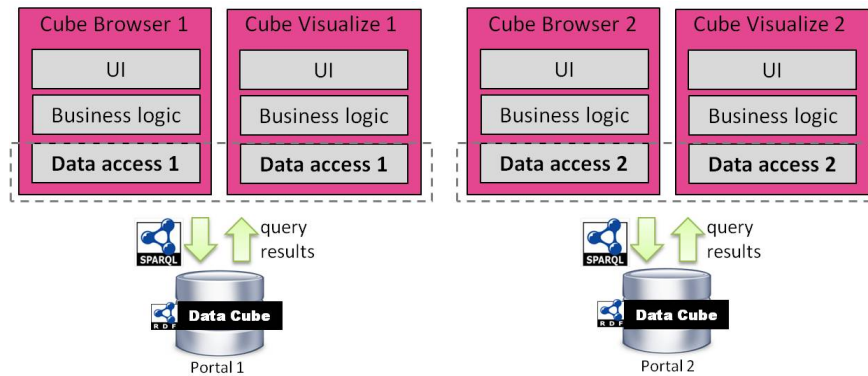 Cube Browser 1
UI
Business logic
Data access 1
Cube Visualize 1
UI
Business logic
Data access 1
SPARQL
query
results
RDF
Data Cube
Portal 1
Cube Browser 2
UI
Business logic
Data access 2
Cube Visualize 2
UI
Business logic
Data access 2
SPARQL
query
results
RDF
Data Cube
Portal 2